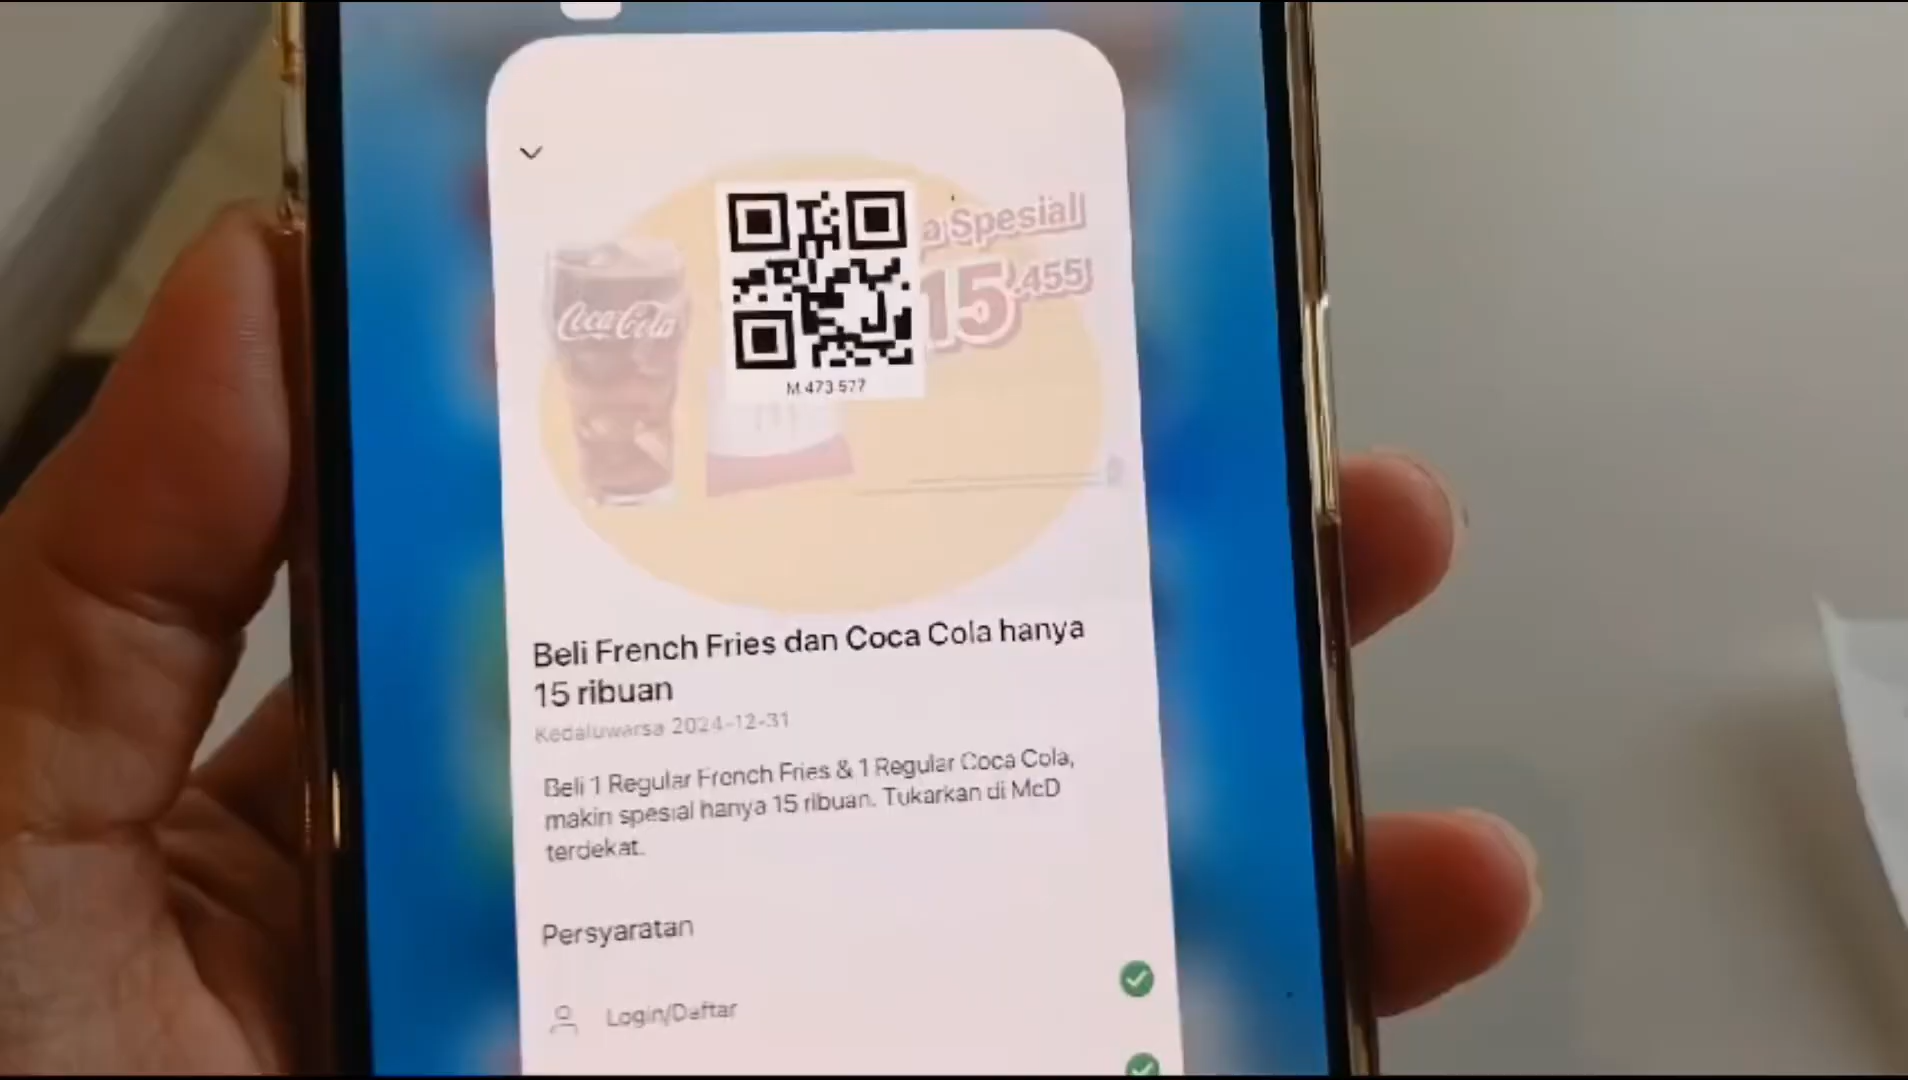 a Spesial!
Coca-Cola
15.455
M 473 577
Beli French Fries dan Coca Cola hanya
15 ribuan
Kedaluwarsa 2024-12-31
Beli 1 Regular French Fries & 1 Regular Coca Cola,
makin spesial hanya 15 ribuan. Tukarkan di McD
terdekat.
Persyaratan
Login/Daftar